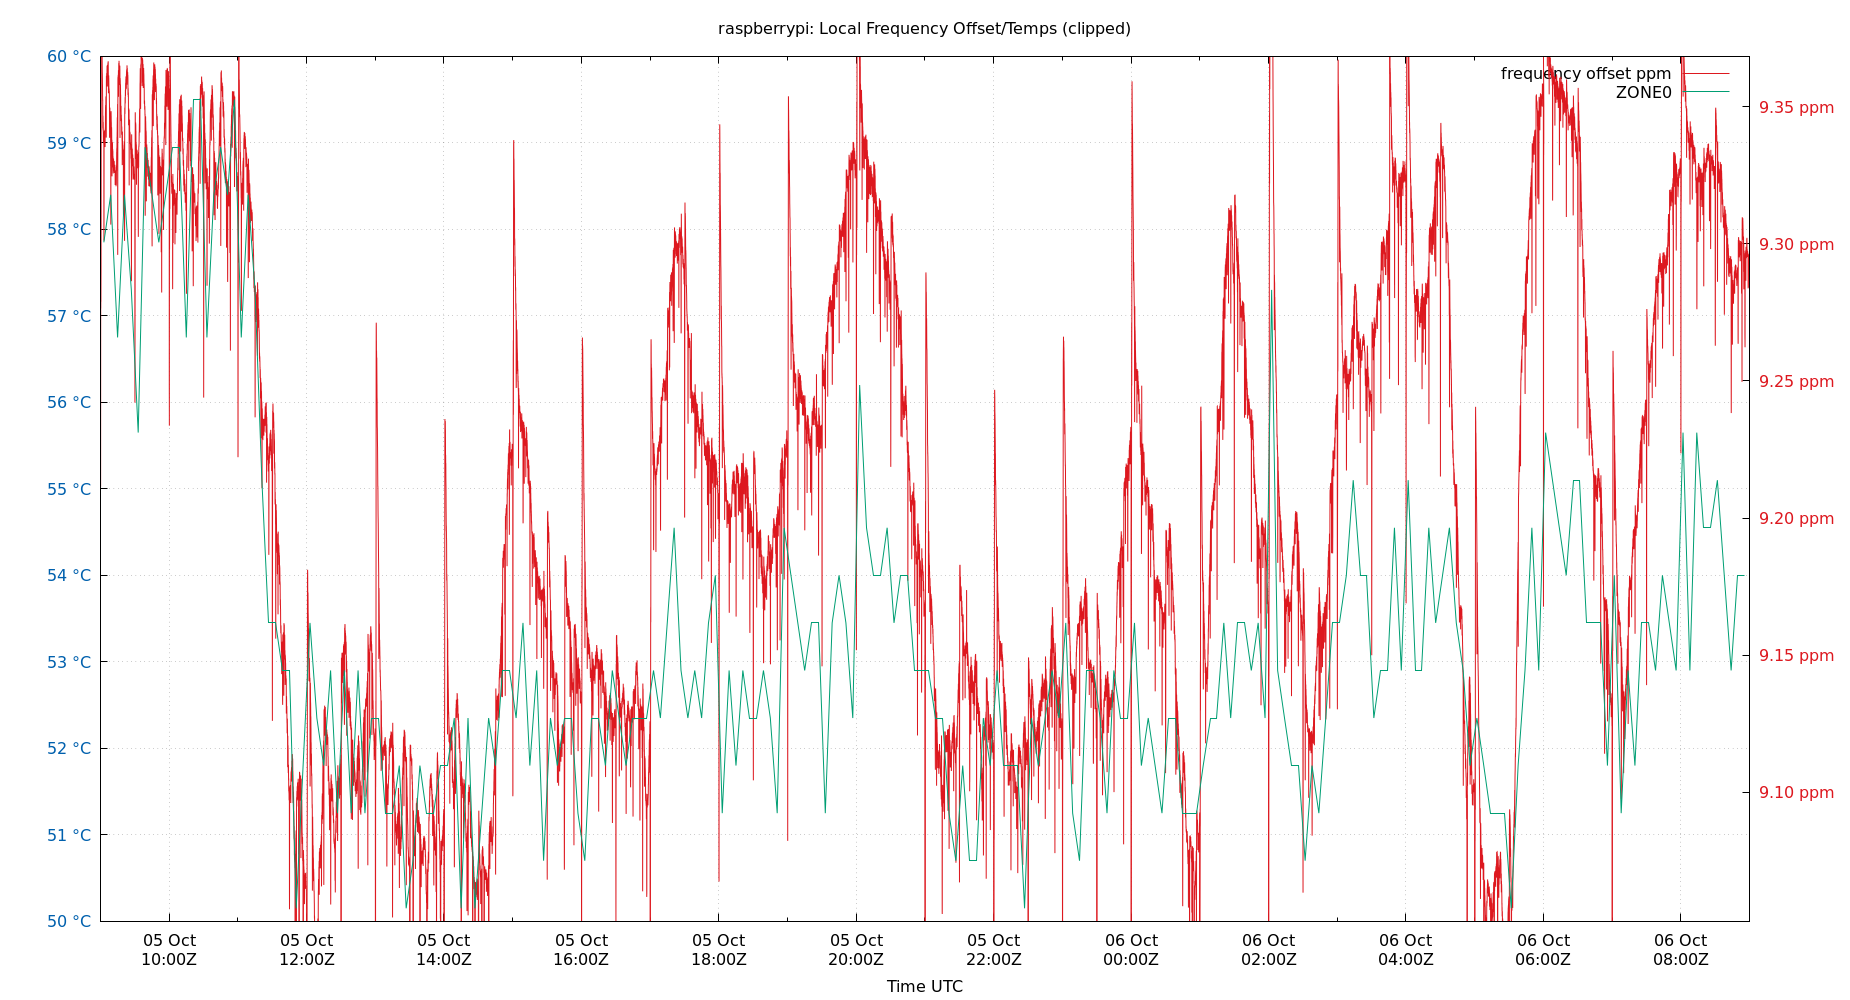 raspberrypi: Local Frequency Offset/Temps (clipped)
60 °C
59 °C
58 °C
57 °C
56 °C
55 °C
54 °C
53 °C
52 °C
51 °C
50 °C
frequency offset ppm
ZONE0
9.35 ppm
9.30 ppm
9.25 ppm
9.20 ppm
9.15 ppm
9.10 ppm
05 Oct 05 Oct 05 Oct 05 Oct 05 Oct 05 Oct 05 Oct 06 Oct 06 Oct 06 Oct 06 Oct 06 Oct
10:00Z 12:00Z 14:00Z 16:00Z 18:00Z 20:00Z 22:00Z 00:00Z 02:00Z 04:00Z 06:00Z 08:00Z
Time UTC